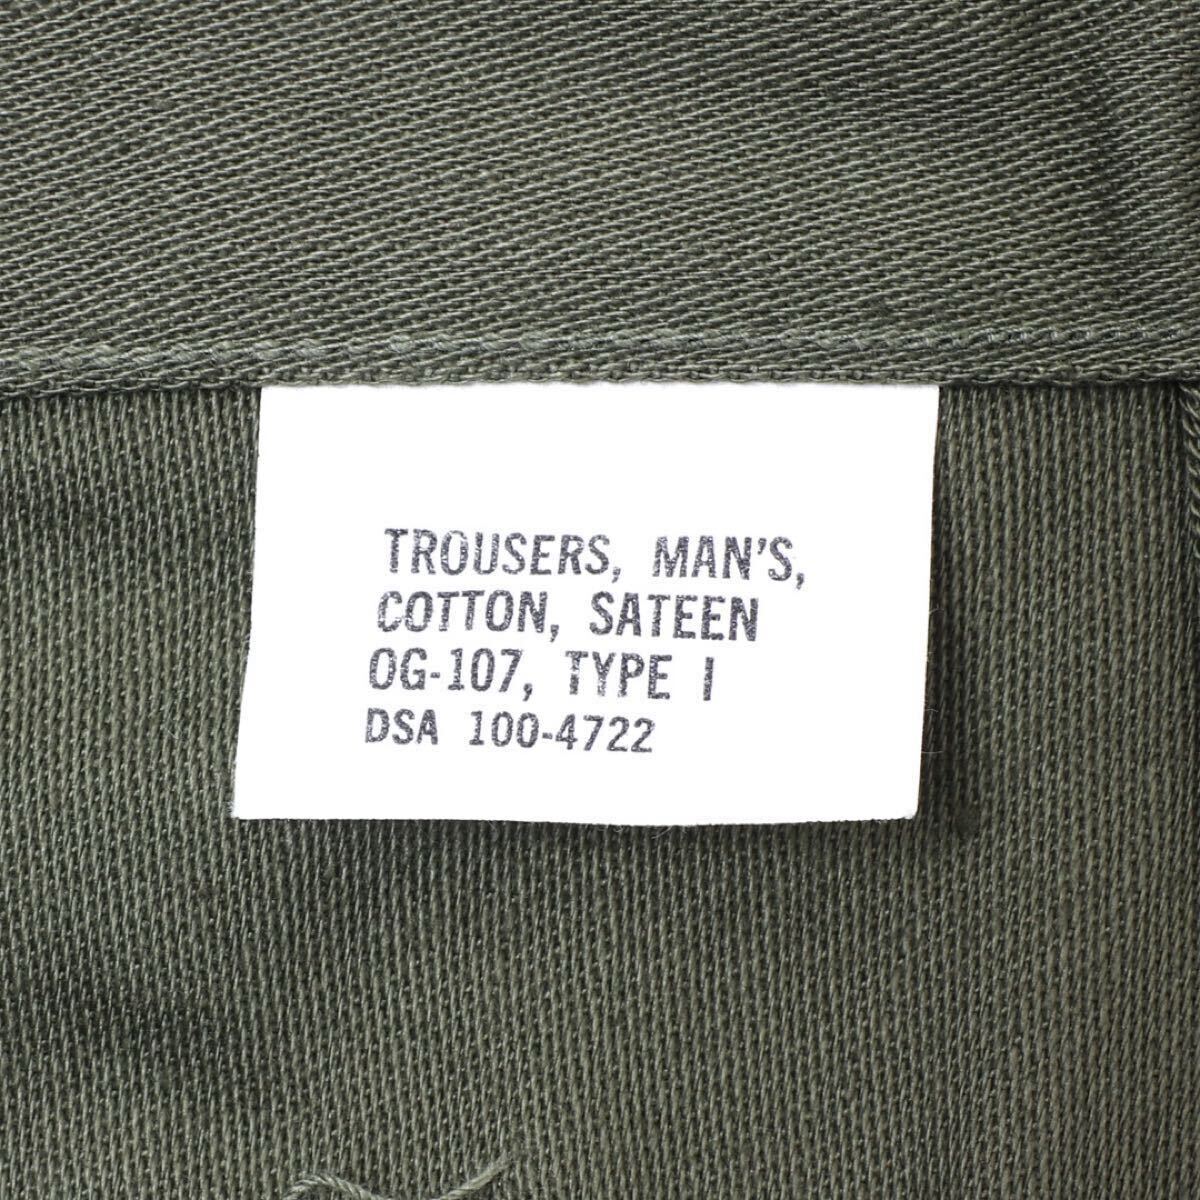 TROUSERS, MAN'S,
COTTON, SATEEN
OG-107, TYPE I
DSA 100-4722